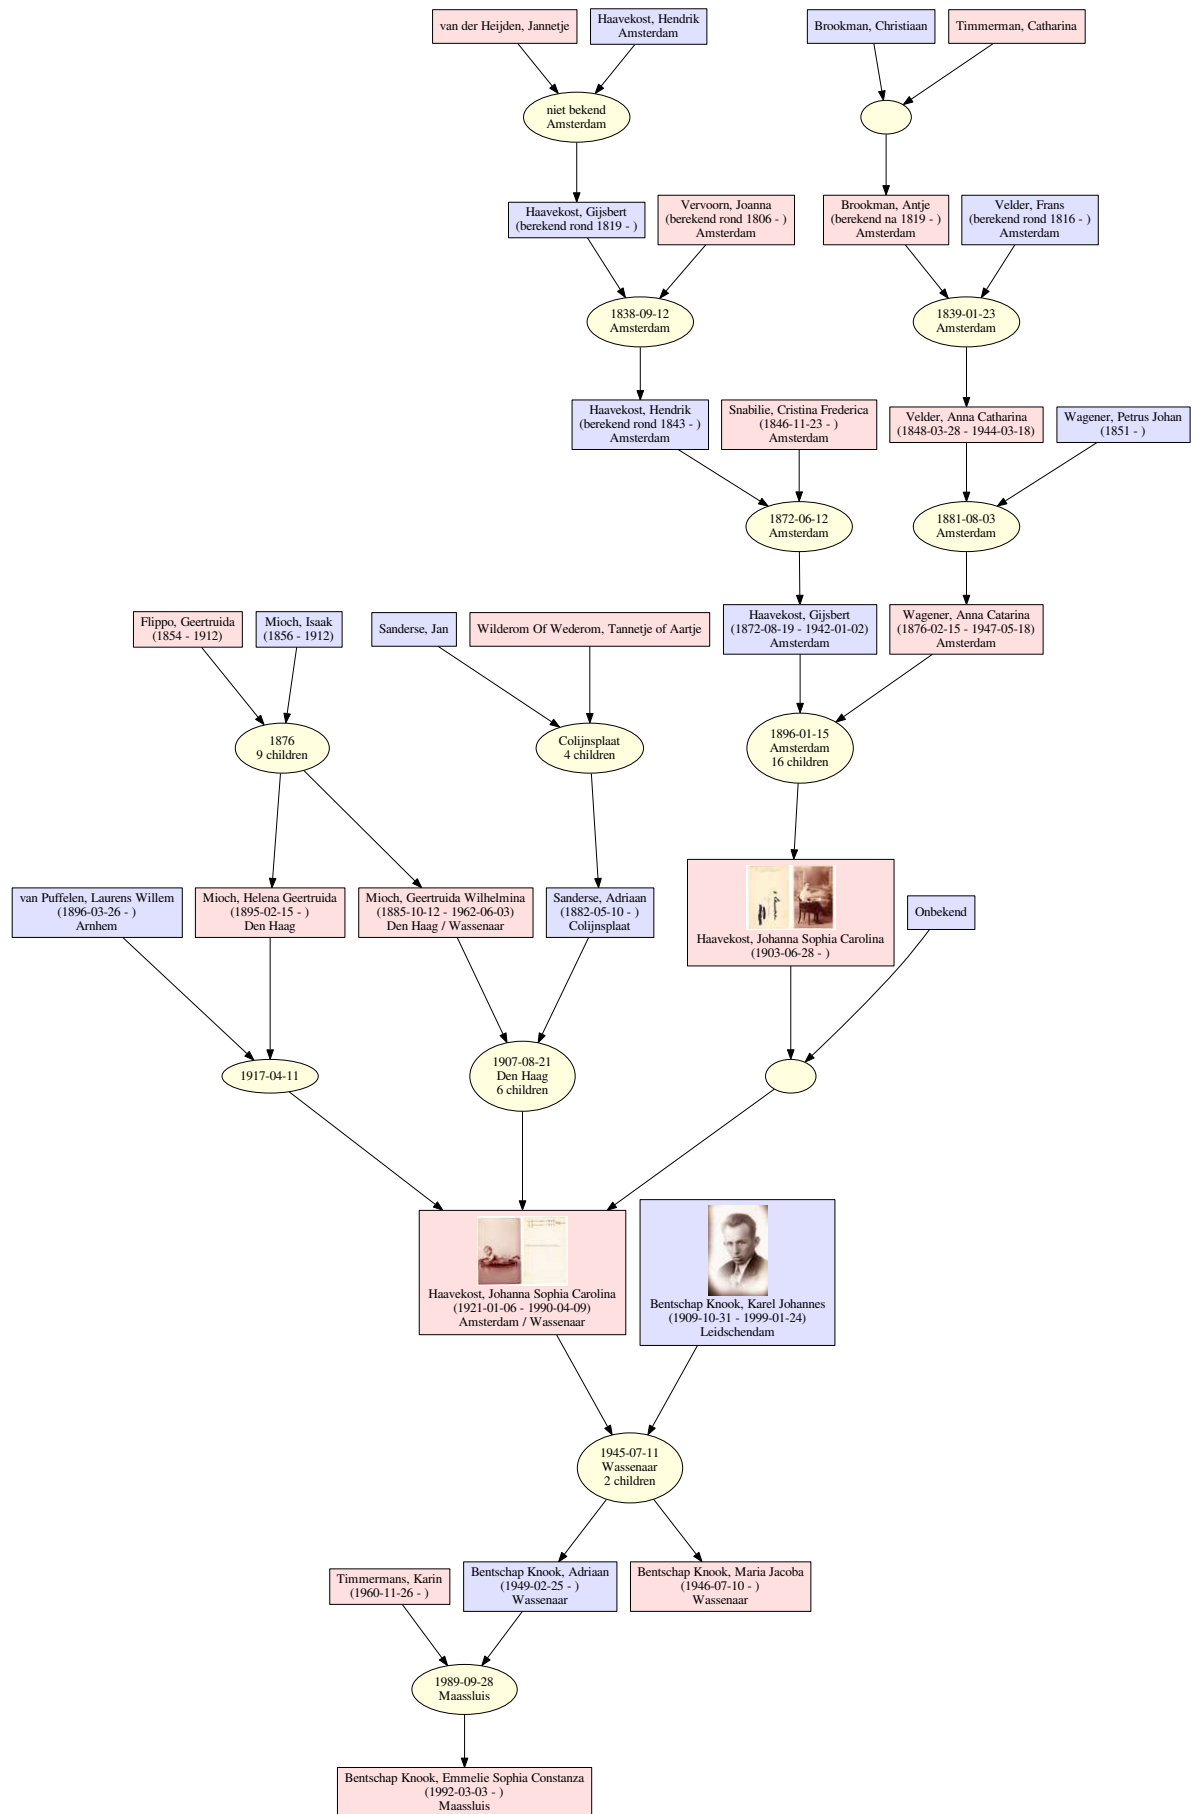 van der Heijden, Jannetje
Haavekost, Hendrik
Amsterdam
Brookman, Christiaan
Timmerman, Catharina
niet bekend
Amsterdam
Haavekost, Gijsbert
(berekend rond 1819 - )
Vervoorn, Joanna
(berekend rond 1806 - )
Amsterdam
Brookman, Antje
(berekend na 1819 - )
Amsterdam
Velder, Frans
(berekend rond 1816 - )
Amsterdam
1838-09-12
Amsterdam
1839-01-23
Amsterdam
Haavekost, Hendrik
(berekend rond 1843 - )
Amsterdam
Snabilie, Cristina Frederica
(1846-11-23 - )
Amsterdam
Velder, Anna Catharina
(1848-03-28 - 1944-03-18)
Wagener, Petrus Johan
(1851 - )
1872-06-12
Amsterdam
1881-08-03
Amsterdam
Flippo, Geertruida
(1854 - 1912)
Mioch, Isaak
(1856 - 1912)
Sanderse, Jan
Wilderom Of Wederom, Tannetje of Aartje
Haavekost, Gijsbert
(1872-08-19 - 1942-01-02)
Amsterdam
Wagener, Anna Catarina
(1876-02-15 - 1947-05-18)
Amsterdam
1876
9 children
Colijnsplaat
4 children
1896-01-15
Amsterdam
16 children
van Puffelen, Laurens Willem
(1896-03-26 - )
Arnhem
Mioch, Helena Geertruida
(1895-02-15 - )
Den Haag
Mioch, Geertruida Wilhelmina
(1885-10-12 - 1962-06-03)
Den Haag / Wassenaar
Sanderse, Adriaan
(1882-05-10 - )
Colijnsplaat
Haavekost, Johanna Sophia Carolina
(1903-06-28 - )
Onbekend
1917-04-11
1907-08-21
Den Haag
6 children
Haavekost, Johanna Sophia Carolina
(1921-01-06 - 1990-04-09)
Amsterdam / Wassenaar
Bentschap Knook, Karel Johannes
(1909-10-31 - 1999-01-24)
Leidschendam
1945-07-11
Wassenaar
2 children
Timmermans, Karin
(1960-11-26 - )
Bentschap Knook, Adriaan
(1949-02-25 - )
Wassenaar
Bentschap Knook, Maria Jacoba
(1946-07-10 - )
Wassenaar
1989-09-28
Maassluis
Bentschap Knook, Emmelie Sophia Constanza
(1992-03-03 - )
Maassluis